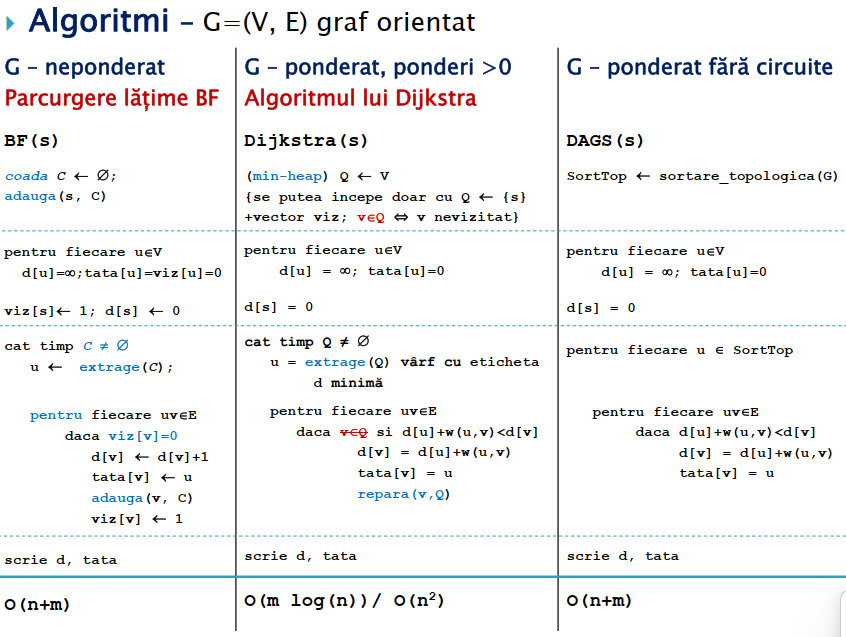 Algoritmi – G=(V, E) graf orientat
G – neponderat
Parcurgere lățime BF
BF(s)
coada C ← ∅;
adauga(s, C)
pentru fiecare u∈V
d[u]=∞;tata[u]=viz[u]=0
viz[s]← 1; d[s] ← 0
cat timp C ≠ ∅
u ← extrage(C);
pentru fiecare uv∈E
daca viz[v]=0
d[v] ← d[v]+1
tata[v] ← u
adauga(v, C)
viz[v] ← 1
scrie d, tata
O(n+m)
G – ponderat, ponderi >0
Algoritmul lui Dijkstra
Dijkstra(s)
(min-heap) Q ← V
{se putea incepe doar cu Q ← {s}
+vector viz; v∈Q ⇔ v nevizitat}
pentru fiecare u∈V
d[u] = ∞; tata[u]=0
d[s] = 0
cat timp Q ≠ ∅
u = extrage(Q) vârf cu eticheta
d minimă
pentru fiecare uv∈E
daca v∈Q si d[u]+w(u,v)<d[v]
d[v] = d[u]+w(u,v)
tata[v] = u
repara(v,Q)
scrie d, tata
O(m log(n))/ O(n²)
G – ponderat fără circuite
DAGS(s)
SortTop ← sortare_topologica(G)
pentru fiecare u∈V
d[u] = ∞; tata[u]=0
d[s] = 0
pentru fiecare u ∈ SortTop
pentru fiecare uv∈E
daca d[u]+w(u,v)<d[v]
d[v] = d[u]+w(u,v)
tata[v] = u
scrie d, tata
O(n+m)